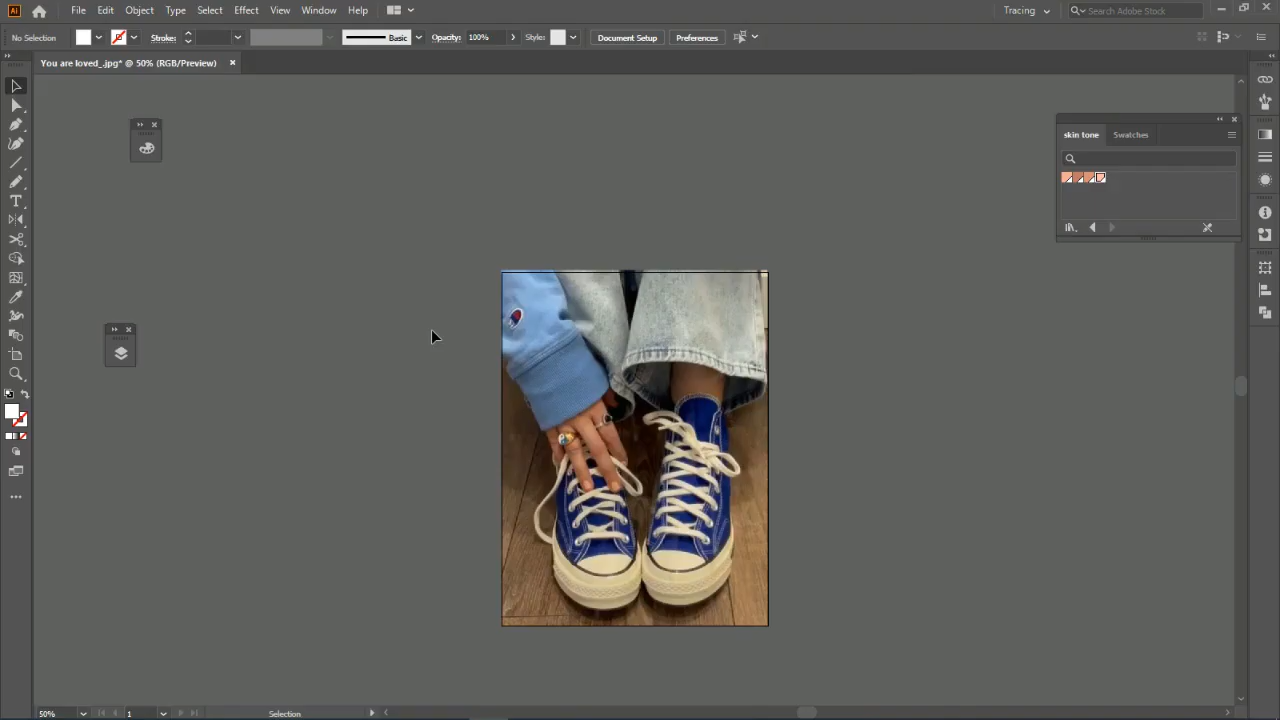 Ai File Edit Object Type Select Effect View Window Help Tracing Search Adobe Stock
No Selection Stroke: Basic Opacity: 100% Style: Document Setup Preferences
You are loved_.jpg* @ 50% (RGB/Preview)
skin tone Swatches
50% 1 Selection